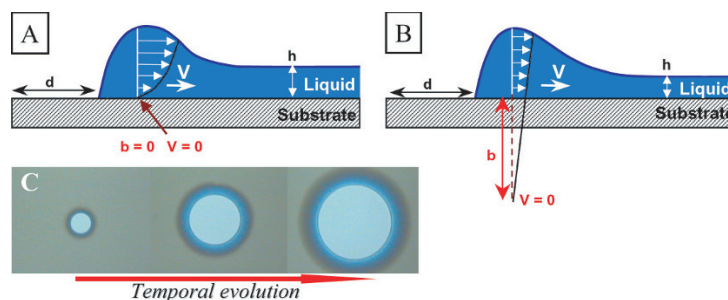 A
d
V
h
Liquid
Substrate
b = 0 V = 0
B
d
V
h
Liquid
Substrate
b
V = 0
C
Temporal evolution